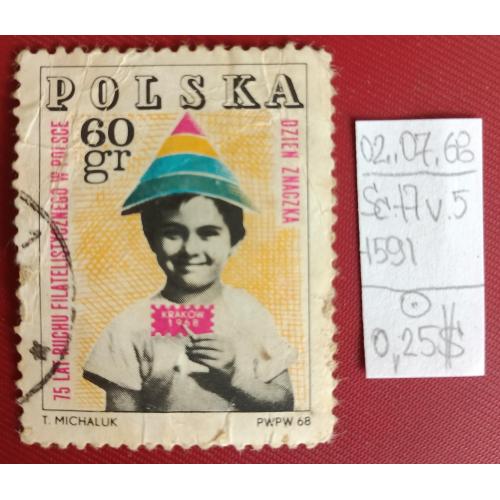 POLSKA
60
gr
75 LAT RUCHU FILATELISTYCZNEGO W POLSCE
DZIEŃ ZNACZKA
KRAKÓW
1968
T. MICHALUK
PWPW 68
02.07.68
Sc.47v.5
1591
0,25$